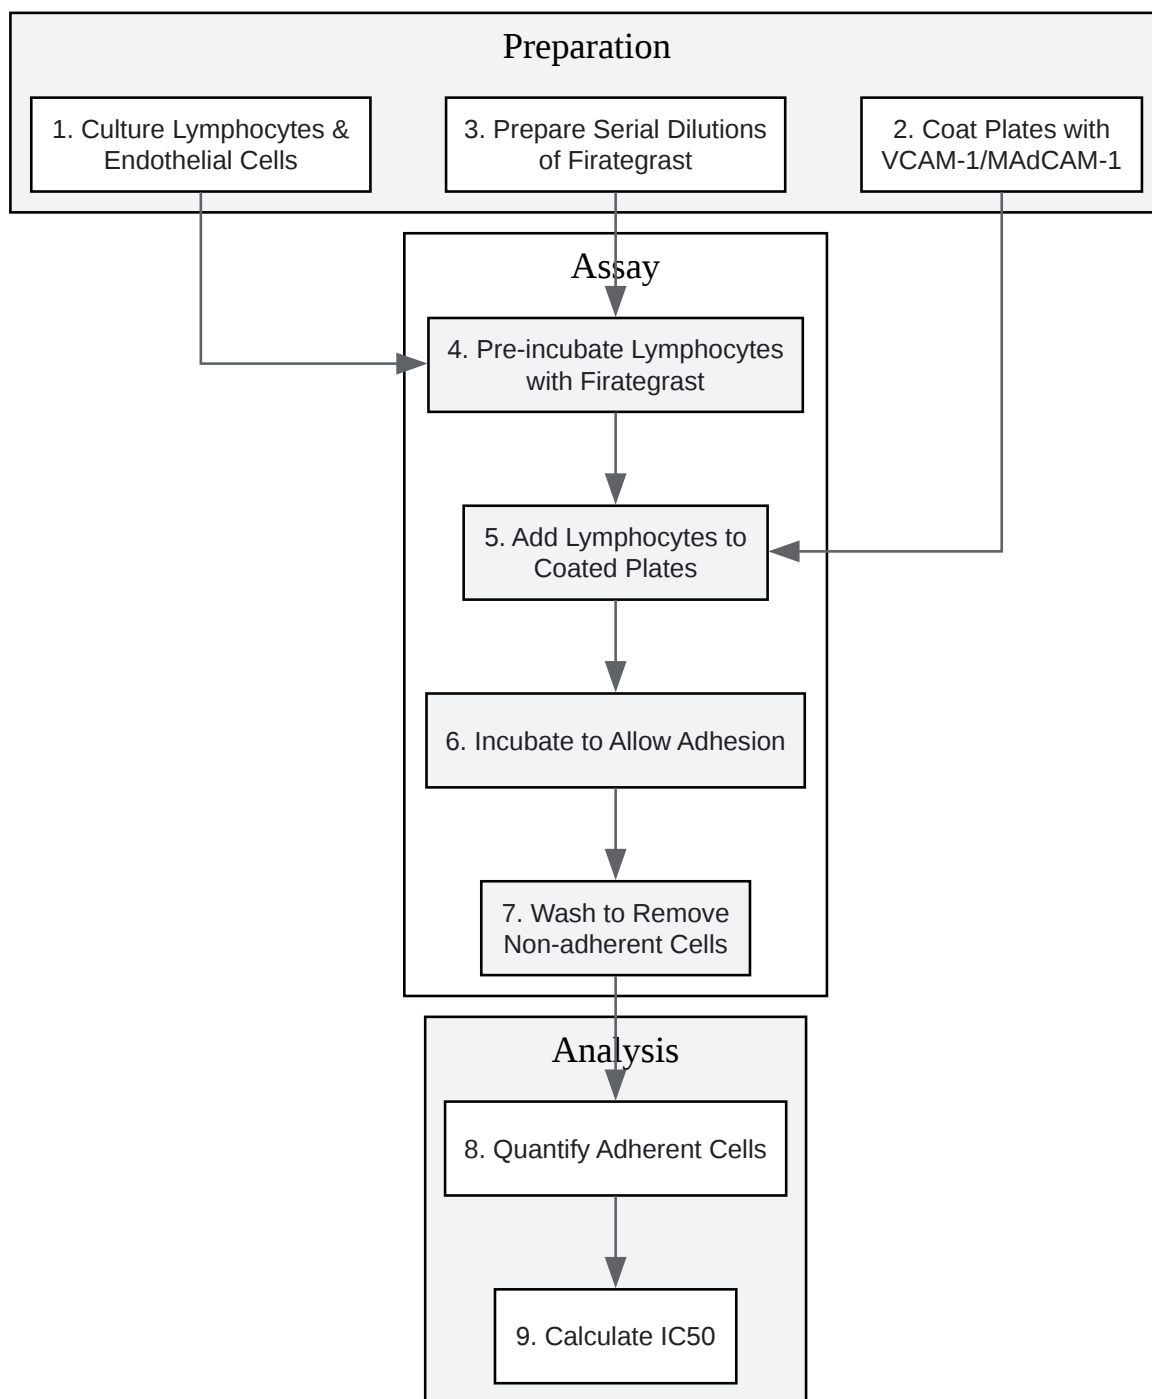 Preparation
1. Culture Lymphocytes &
Endothelial Cells
3. Prepare Serial Dilutions
of Firategrast
2. Coat Plates with
VCAM-1/MAdCAM-1
Assay
4. Pre-incubate Lymphocytes
with Firategrast
5. Add Lymphocytes to
Coated Plates
6. Incubate to Allow Adhesion
7. Wash to Remove
Non-adherent Cells
Analysis
8. Quantify Adherent Cells
9. Calculate IC50